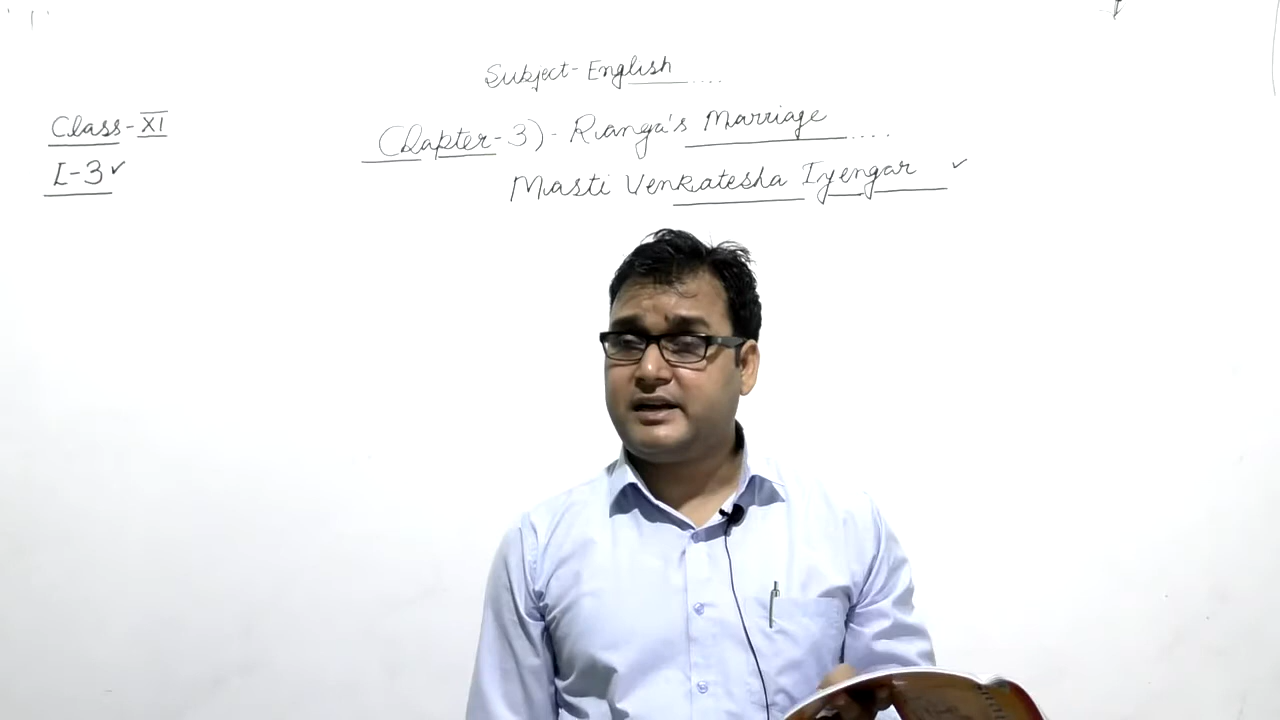 Subject- English ....
Class- XI
L-3 ✓
Chapter-3)- Ranga's Marriage ....
Masti Venkatesha Iyengar ✓